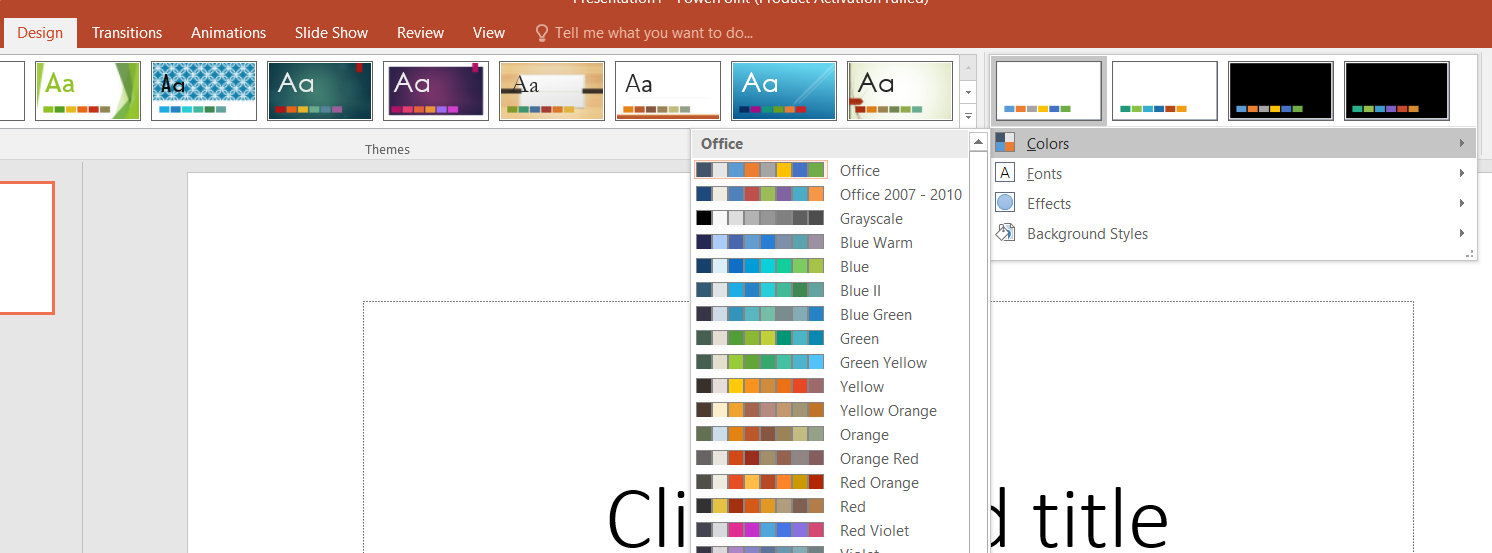 Presentation1 - PowerPoint (Product Activation Failed)
Design Transitions Animations Slide Show Review View Tell me what you want to do...
Aa Aa Aa Aa Aa Aa Aa Aa
Themes
Colors
Fonts
Effects
Background Styles
Office
Office
Office 2007 - 2010
Grayscale
Blue Warm
Blue
Blue II
Blue Green
Green
Green Yellow
Yellow
Yellow Orange
Orange
Orange Red
Red Orange
Red
Red Violet
Violet
Cli d title